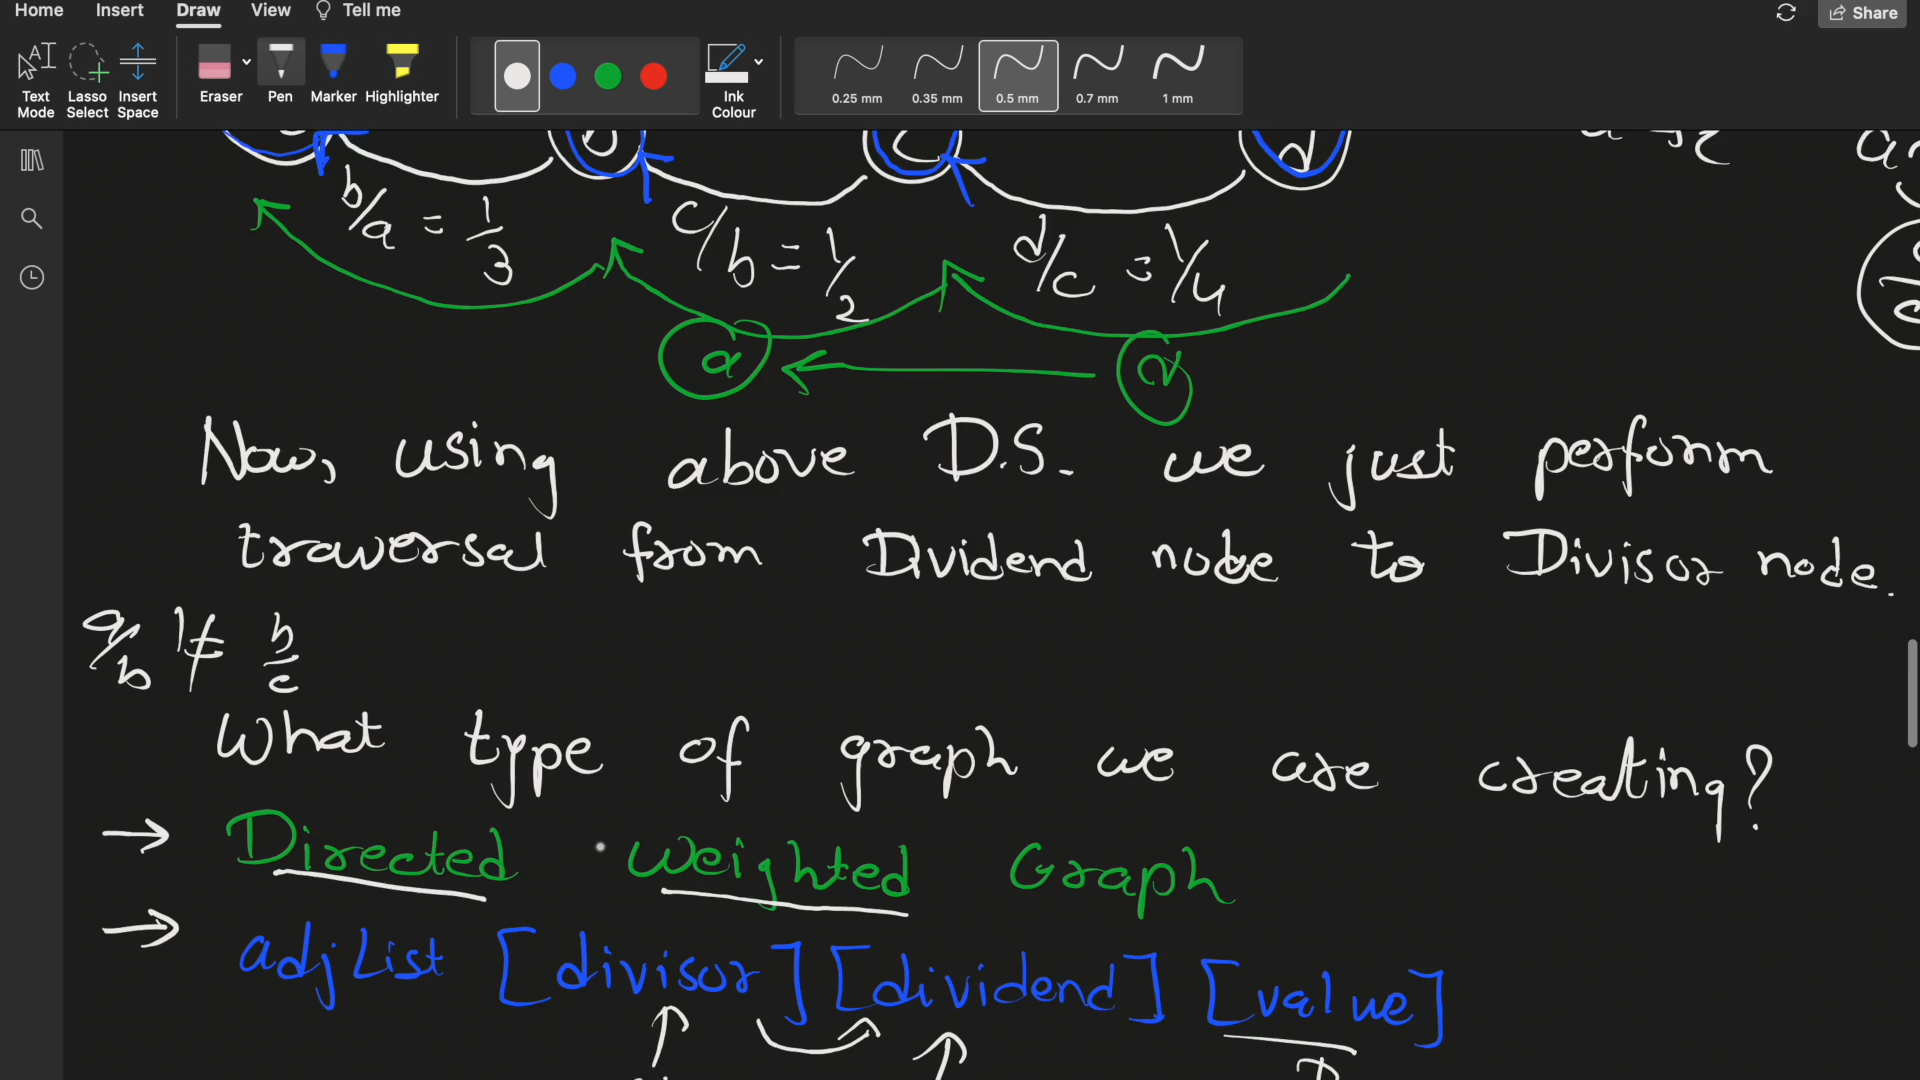 Home Insert Draw View Tell me Share
Text Mode Lasso Select Insert Space Eraser Pen Marker Highlighter Ink Colour 0.25 mm 0.35 mm 0.5 mm 0.7 mm 1 mm
b c d
b/a = 1/3 c/b = 1/2 d/c = 1/4
a d
Now, using above D.S. we just perform
traversal from Dvidend node to Divisor node.
a/b != b/c
What type of graph we are creating?
→ Directed Weighted Graph
→ adjList [divisor] [dividend] [value]